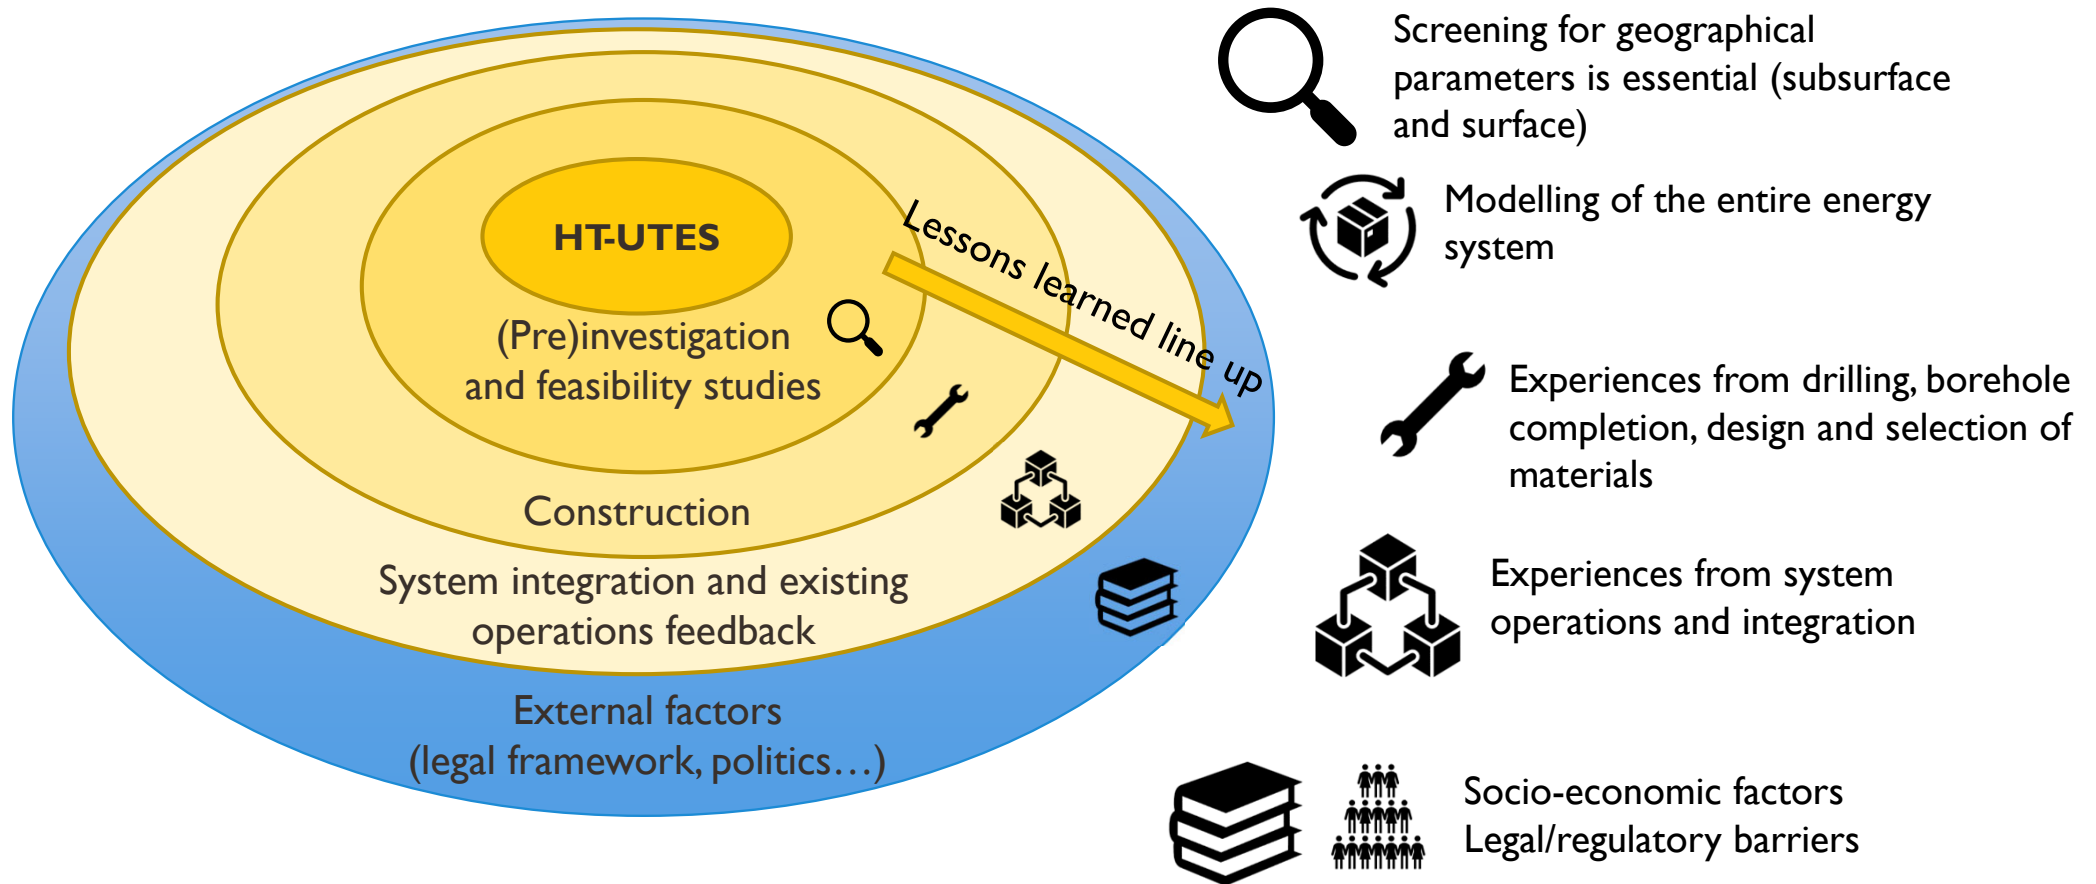 HT-UTES
(Pre)investigation
and feasibility studies
Construction
System integration and existing
operations feedback
External factors
(legal framework, politics…)
Lessons learned line up
Screening for geographical
parameters is essential (subsurface
and surface)
Modelling of the entire energy
system
Experiences from drilling, borehole
completion, design and selection of
materials
Experiences from system
operations and integration
Socio-economic factors
Legal/regulatory barriers